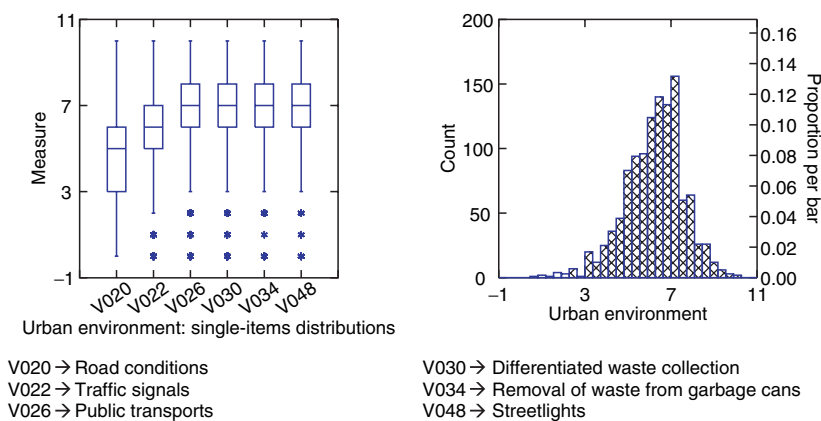 11
7
3
−1
Measure
V020
V022
V026
V030
V034
V048
Urban environment: single-items distributions
200
150
100
50
0
Count
0.16
0.14
0.12
0.10
0.08
0.06
0.04
0.02
0.00
Proportion per bar
−1
3
7
11
Urban environment
V020 → Road conditions
V022 → Traffic signals
V026 → Public transports
V030 → Differentiated waste collection
V034 → Removal of waste from garbage cans
V048 → Streetlights